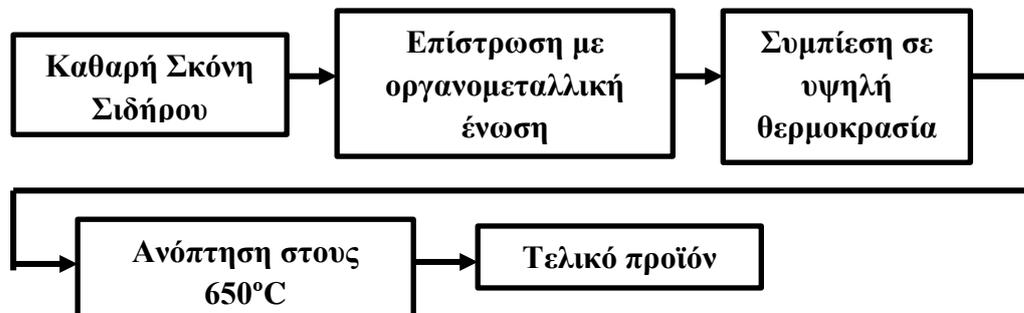 Καθαρή Σκόνη
Σιδήρου
Επίστρωση με
οργανομεταλλική
ένωση
Συμπίεση σε
υψηλή
θερμοκρασία
Ανόπτηση στους
650ºC
Τελικό προϊόν